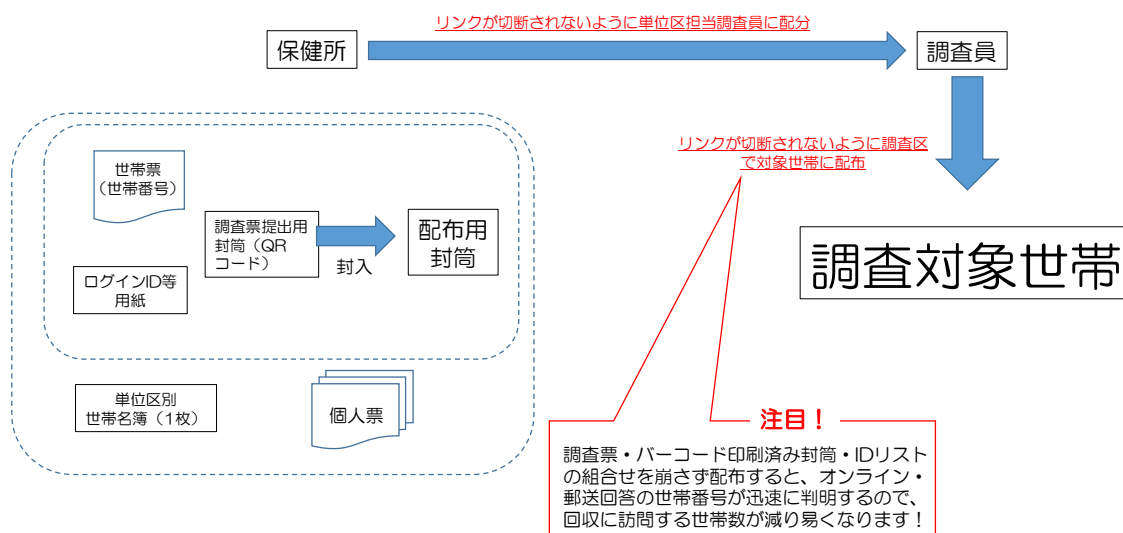 リンクが切断されないように単位区担当調査員に配分
保健所
調査員
リンクが切断されないように調査区
で対象世帯に配布
世帯票
（世帯番号）
調査票提出用
封筒（QR
コード）
封入
配布用
封筒
ログインID等
用紙
調査対象世帯
単位区別
世帯名簿（1枚）
個人票
注目！
調査票・バーコード印刷済み封筒・IDリスト
の組合せを崩さず配布すると、オンライン・
郵送回答の世帯番号が迅速に判明するので、
回収に訪問する世帯数が減り易くなります！